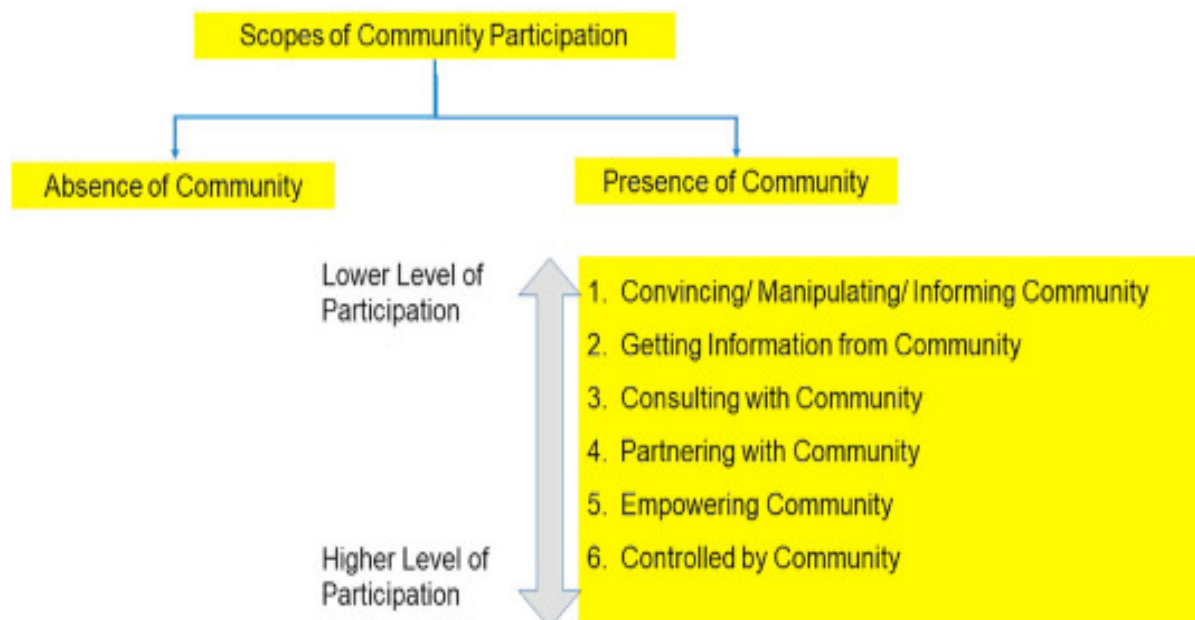 Scopes of Community Participation
Absence of Community
Presence of Community
Lower Level of
Participation
1. Convincing/ Manipulating/ Informing Community
2. Getting Information from Community
3. Consulting with Community
4. Partnering with Community
5. Empowering Community
6. Controlled by Community
Higher Level of
Participation